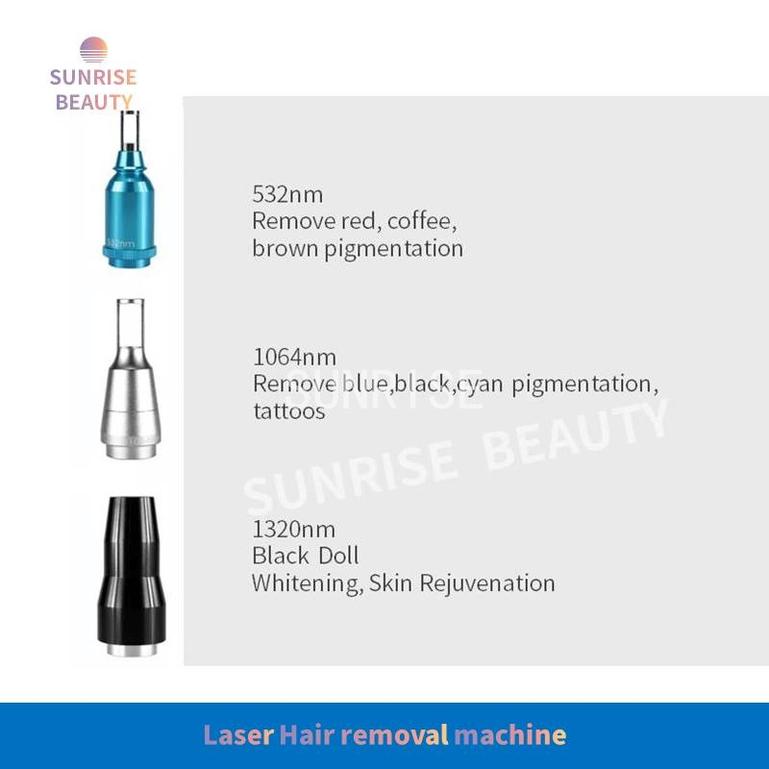 SUNRISE
BEAUTY
532nm
532nm
Remove red, coffee,
brown pigmentation
1064nm
Remove blue,black,cyan pigmentation,
tattoos
SUNRISE
SUNRISE BEAUTY
1320nm
Black Doll
Whitening, Skin Rejuvenation
Laser Hair removal machine